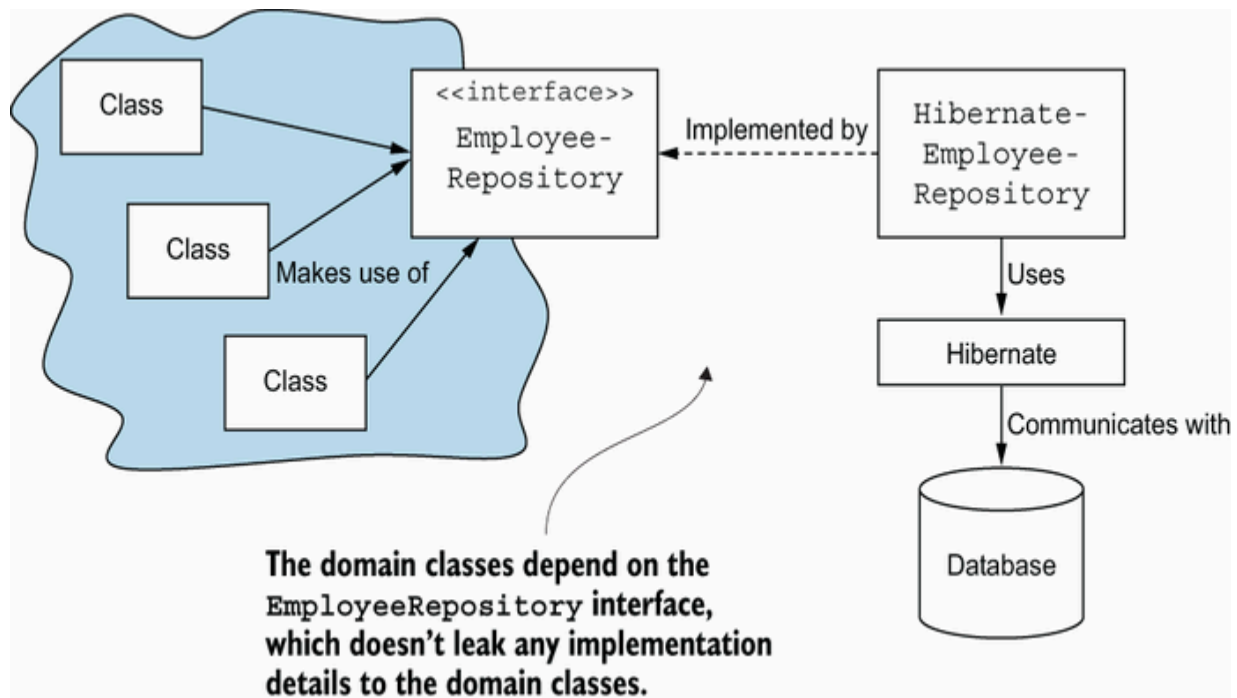 Class
<<interface>>
Employee-
Repository
Implemented by
Hibernate-
Employee-
Repository
Class
Makes use of
Uses
Class
Hibernate
Communicates with
Database
The domain classes depend on the
EmployeeRepository interface,
which doesn't leak any implementation
details to the domain classes.